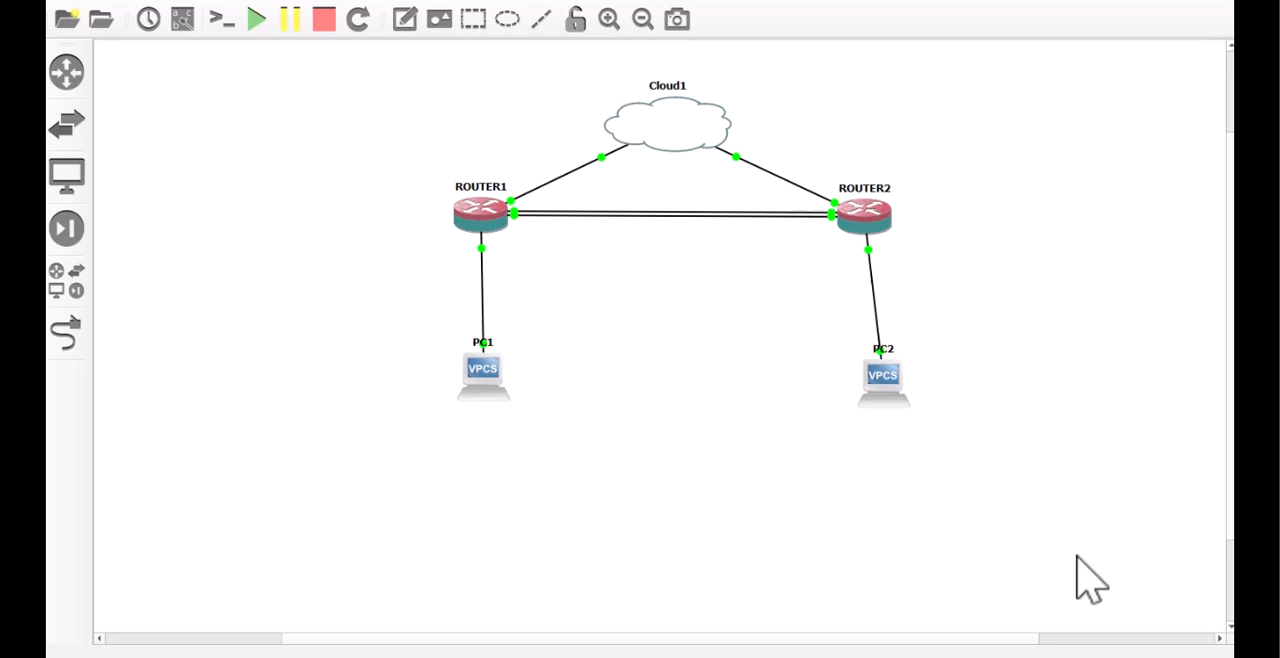 Cloud1
ROUTER1
ROUTER2
PC1
PC2
VPCS
VPCS